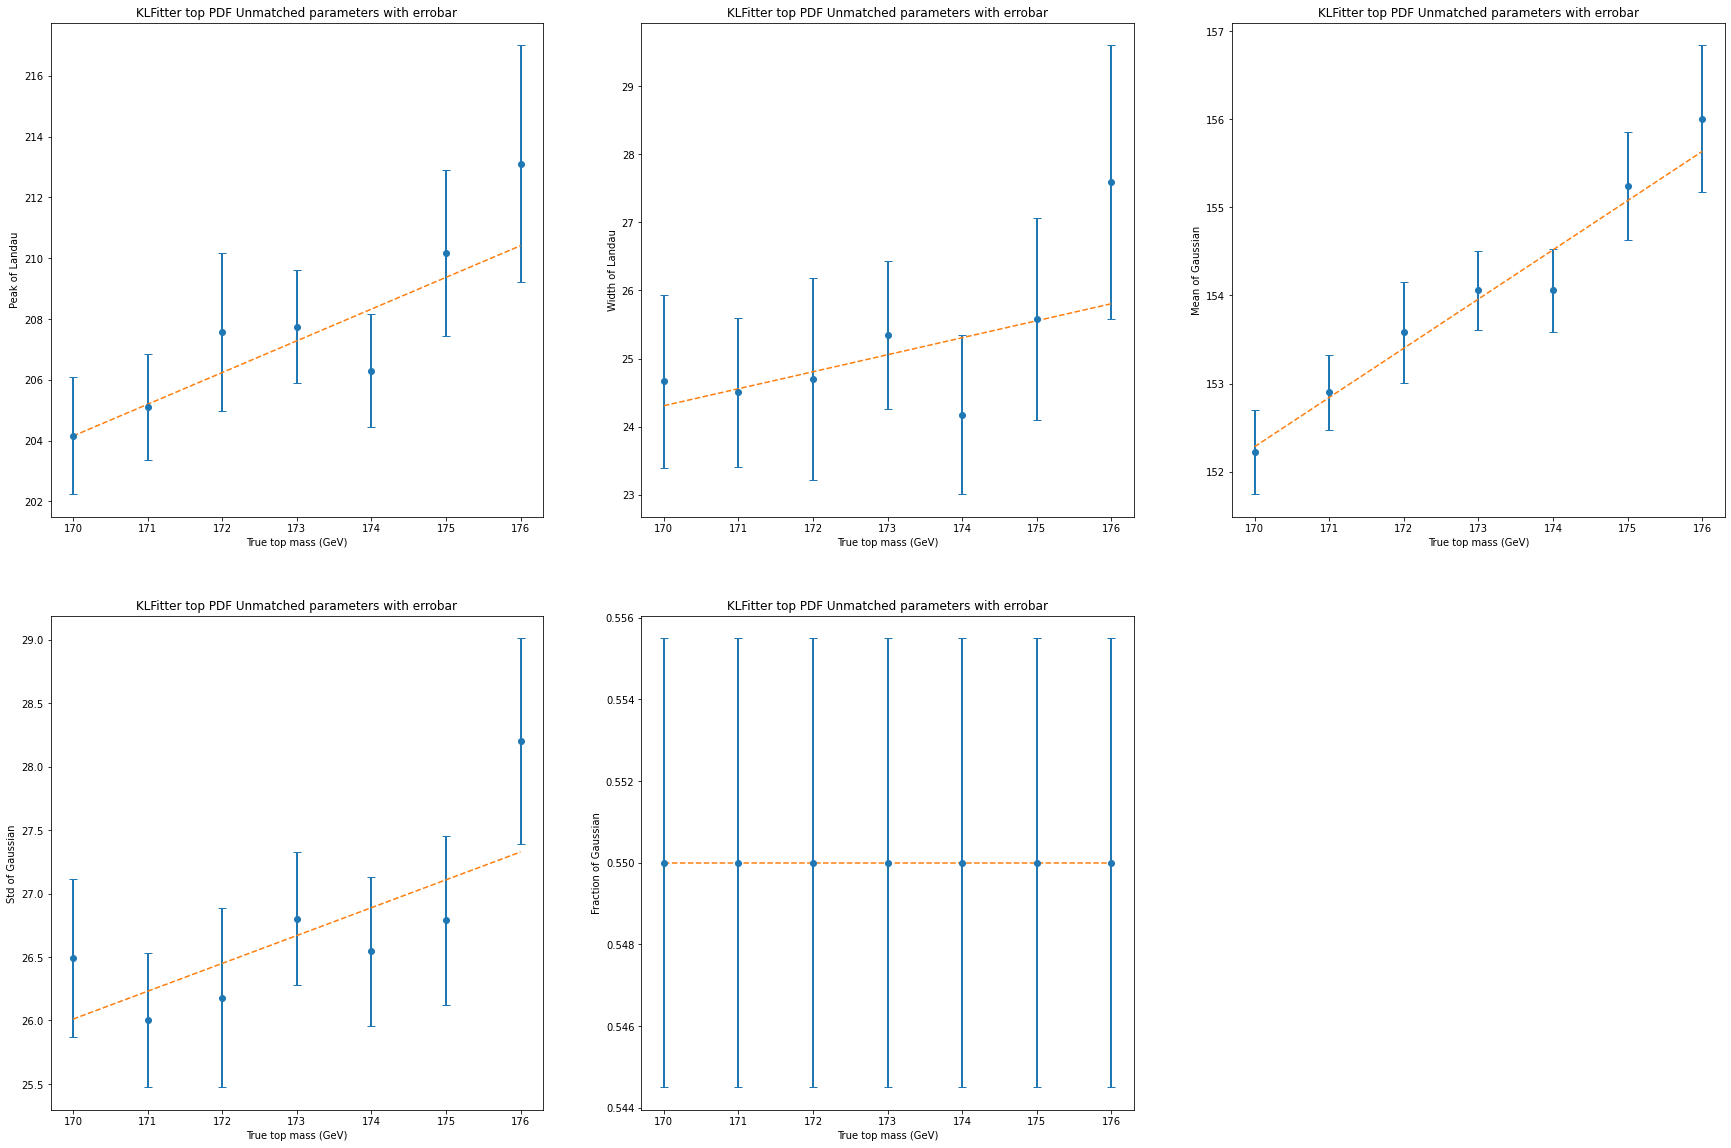 KLFitter top PDF Unmatched parameters with errobar
Peak of Landau
216
214
212
210
208
206
204
202
170 171 172 173 174 175 176
True top mass (GeV)
KLFitter top PDF Unmatched parameters with errobar
Width of Landau
29
28
27
26
25
24
23
170 171 172 173 174 175 176
True top mass (GeV)
KLFitter top PDF Unmatched parameters with errobar
Mean of Gaussian
157
156
155
154
153
152
170 171 172 173 174 175 176
True top mass (GeV)
KLFitter top PDF Unmatched parameters with errobar
Std of Gaussian
29.0
28.5
28.0
27.5
27.0
26.5
26.0
25.5
170 171 172 173 174 175 176
True top mass (GeV)
KLFitter top PDF Unmatched parameters with errobar
Fraction of Gaussian
0.556
0.554
0.552
0.550
0.548
0.546
0.544
170 171 172 173 174 175 176
True top mass (GeV)